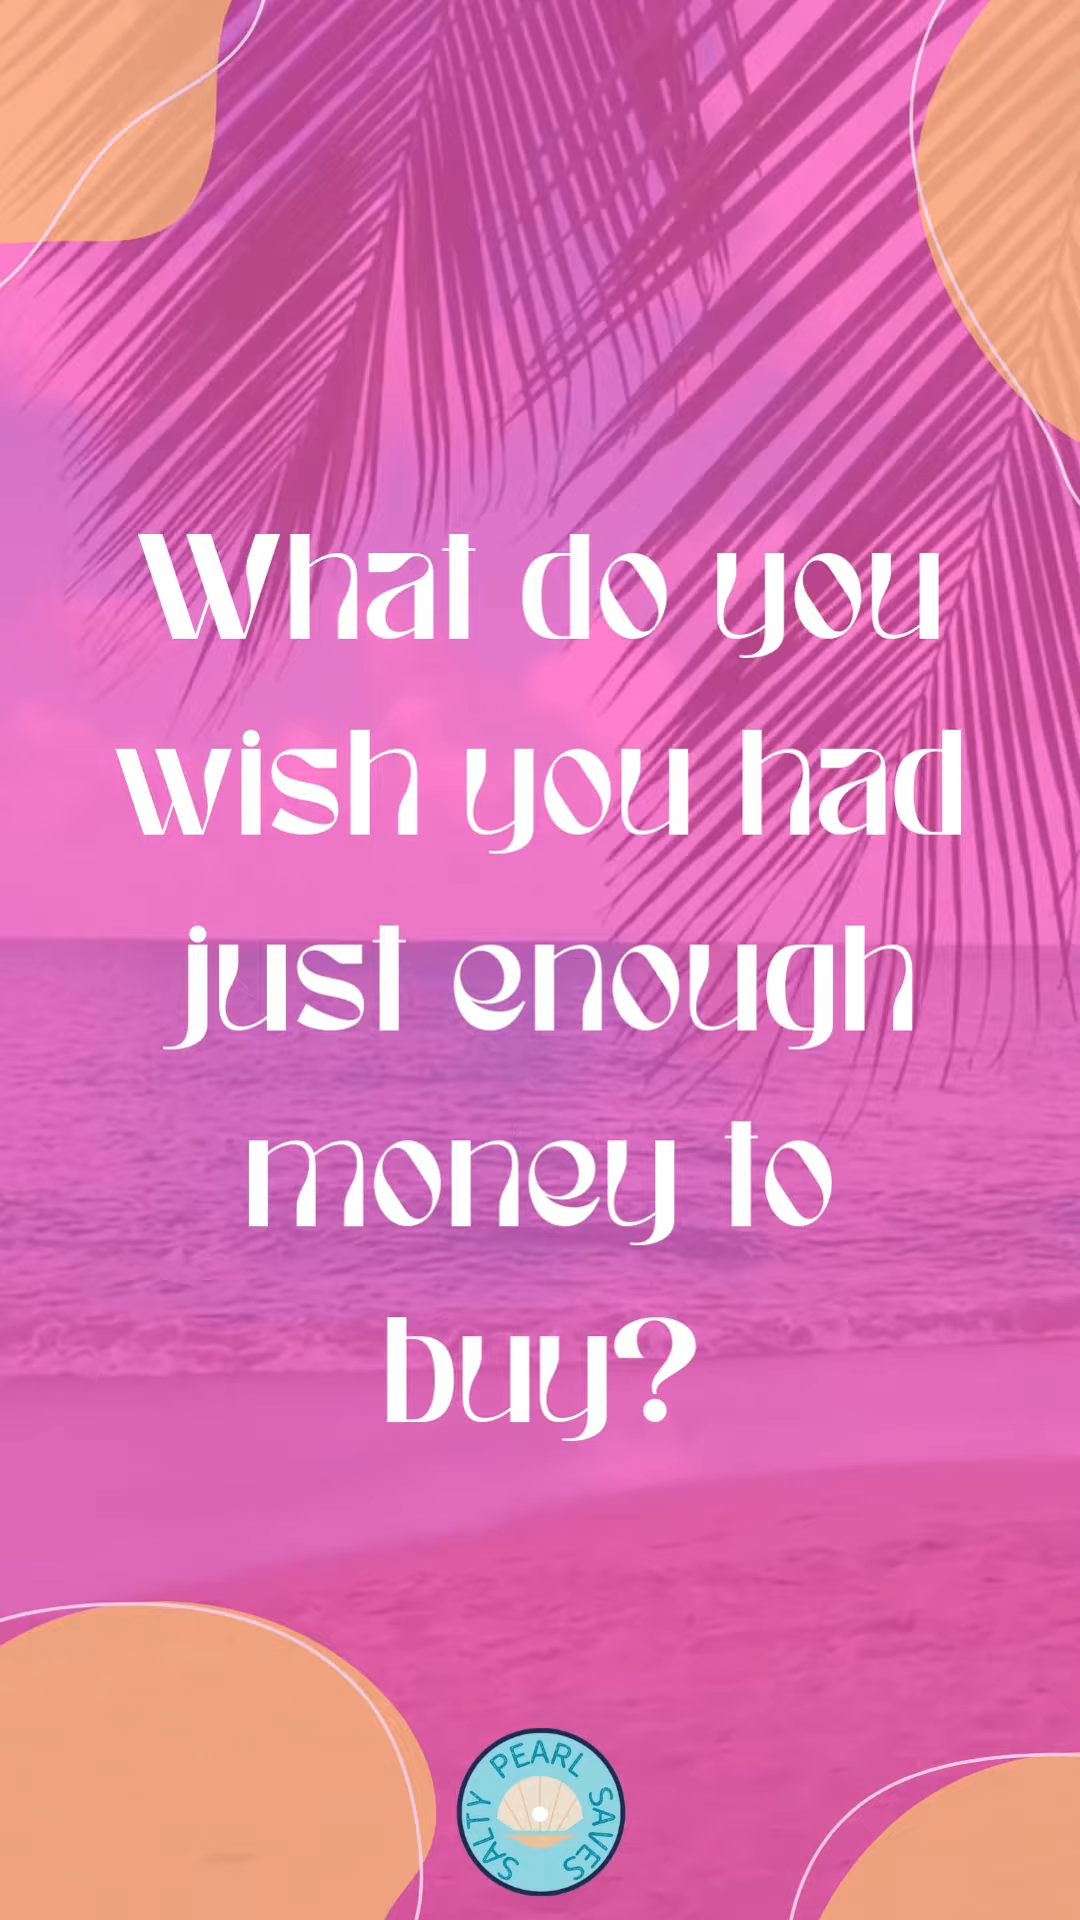 What do you
wish you had
just enough
money to
buy?
SALTY PEARL SAVES